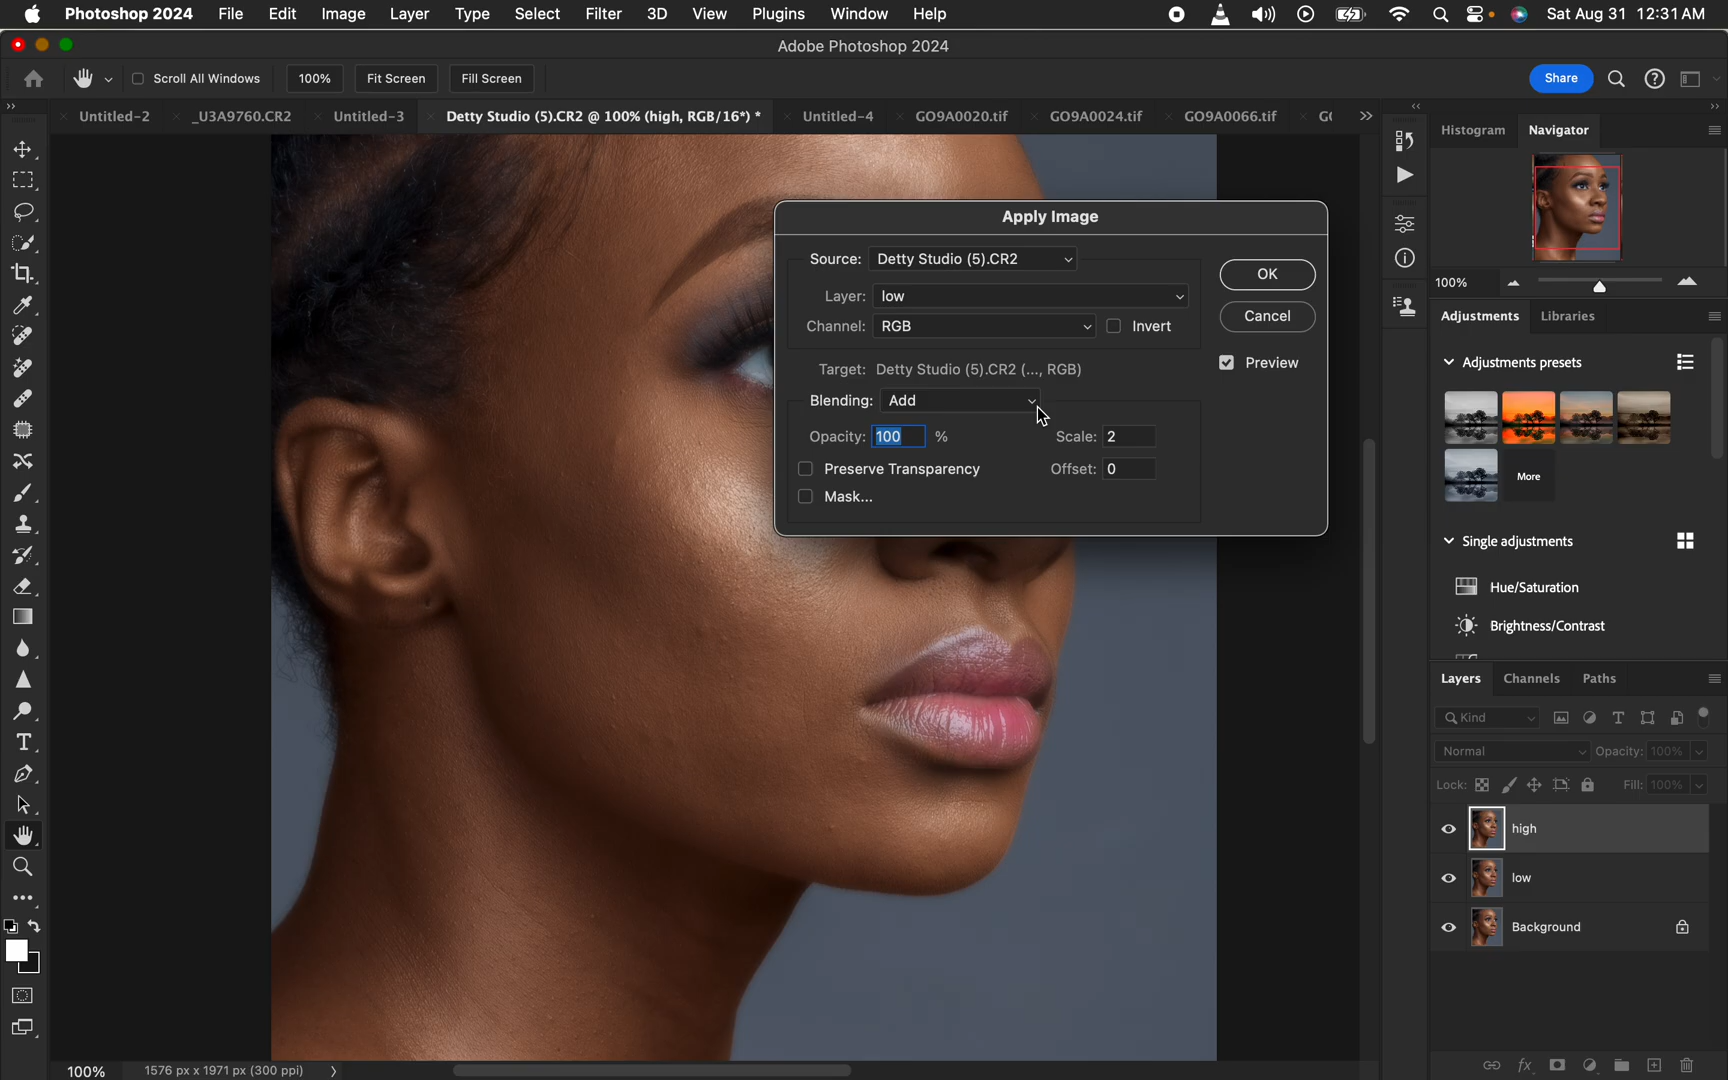 Photoshop 2024 File Edit Image Layer Type Select Filter 3D View Plugins Window Help Sat Aug 31 12:31 AM
Adobe Photoshop 2024
Scroll All Windows 100% Fit Screen Fill Screen Share
Untitled-2 _U3A9760.CR2 Untitled-3 Detty Studio (5).CR2 @ 100% (high, RGB/16*) * Untitled-4 GO9A0020.tif GO9A0024.tif GO9A0066.tif GO
Histogram Navigator
100%
Adjustments Libraries
Adjustments presets
More
Single adjustments
Hue/Saturation
Brightness/Contrast
Layers Channels Paths
Kind
Normal Opacity: 100%
Lock: Fill: 100%
high
low
Background
Apply Image
Source: Detty Studio (5).CR2
OK
Layer: low
Cancel
Channel: RGB Invert
Preview
Target: Detty Studio (5).CR2 (..., RGB)
Blending: Add
Opacity: 100 % Scale: 2
Preserve Transparency Offset: 0
Mask...
100% 1576 px x 1971 px (300 ppi)